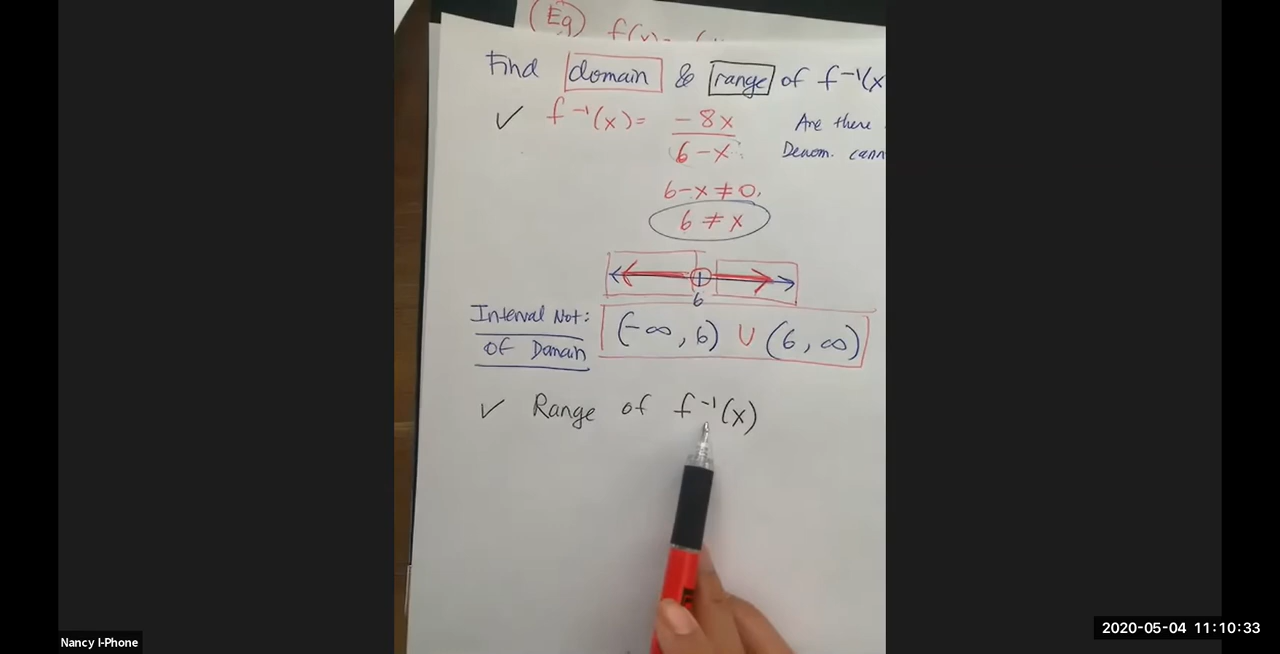 (Eg) f(x)=
Find domain & range of f⁻¹(x
✓ f⁻¹(x) = -8x / 6-x
Are there
Denom. cann
6-x ≠ 0,
6 ≠ x
6
Interval Not:
OF Domain
(-∞, 6) ∪ (6, ∞)
✓ Range of f⁻¹(x)
Nancy I-Phone
2020-05-04 11:10:33